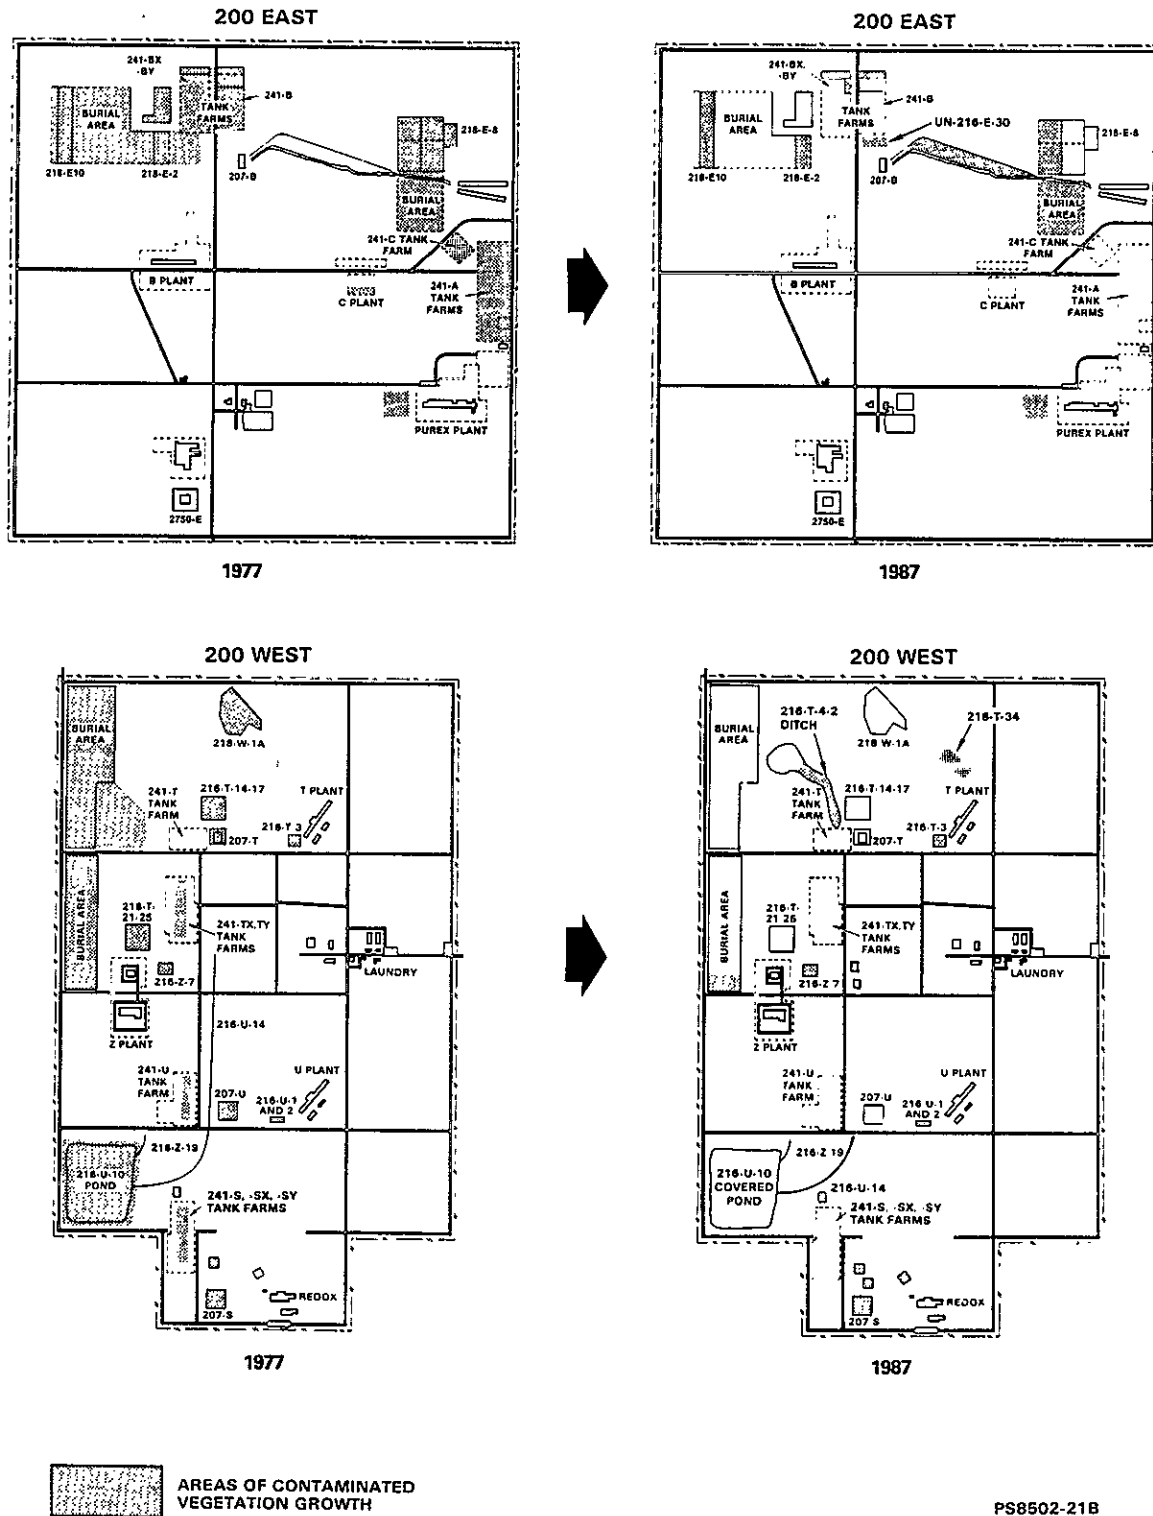 200 EAST
200 EAST
241-BX
-BY
TANK
FARMS
241-B
BURIAL
AREA
218-E-8
218-E10
218-E-2
207-B
BURIAL
AREA
241-C TANK
FARM
B PLANT
C PLANT
241-A
TANK
FARMS
PUREX PLANT
2750-E
1977
241-BX,
-BY
TANK
FARMS
241-B
BURIAL
AREA
UN-216-E-30
218-E-8
218-E10
218-E-2
207-B
BURIAL
AREA
241-C TANK
FARM
B PLANT
C PLANT
241-A
TANK
FARMS
PUREX PLANT
2750-E
1987
200 WEST
200 WEST
BURIAL
AREA
218-W-1A
241-T
TANK
FARM
216-T-14-17
T PLANT
216-T 3
207-T
BURIAL AREA
216-T-
21-25
241-TX,TY
TANK
FARMS
216-Z-7
LAUNDRY
216-U-14
Z PLANT
241-U
TANK
FARM
207-U
U PLANT
216-U-1
AND 2
216-Z-19
216-U-10
POND
241-S, -SX, -SY
TANK FARMS
207-S
REDOX
1977
BURIAL
AREA
216-T-4-2
DITCH
218 W-1A
216-T-34
241-T
TANK
FARM
216-T-14-17
T PLANT
216-T-3
207-T
BURIAL AREA
216-T-
21 25
241-TX,TY
TANK
FARMS
216-Z 7
LAUNDRY
Z PLANT
241-U
TANK
FARM
207-U
U PLANT
216 U-1
AND 2
216-Z 19
216-U-10
COVERED
POND
216-U-14
241-S, -SX, SY
TANK FARMS
207 S
REDOX
1987
AREAS OF CONTAMINATED
VEGETATION GROWTH
PS8502-21B